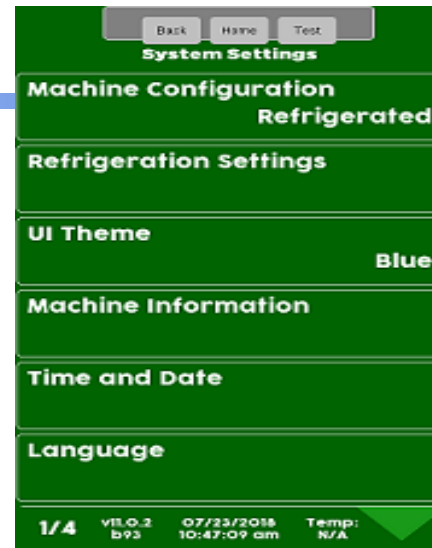 Back Home Test
System Settings
Machine Configuration
Refrigerated
Refrigeration Settings
UI Theme
Blue
Machine Information
Time and Date
Language
1/4 v11.0.2 07/23/2018 Temp:
b93 10:47:09 am N/A